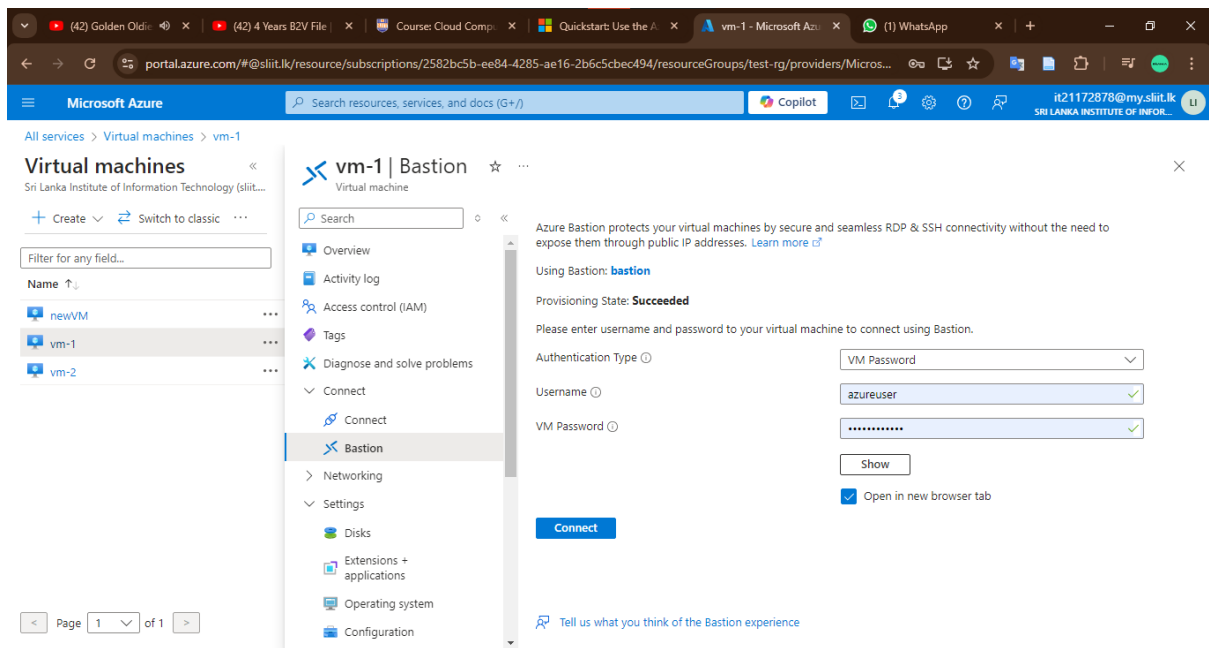 (42) Golden Oldie
(42) 4 Years B2V File |
Course: Cloud Comp
Quickstart: Use the A
vm-1 - Microsoft Azu
(1) WhatsApp
portal.azure.com/#@sliit.lk/resource/subscriptions/2582bc5b-ee84-4285-ae16-2b6c5cbec494/resourceGroups/test-rg/providers/Micros...
Microsoft Azure
Search resources, services, and docs (G+/)
Copilot
3
it21172878@my.sliit.lk
SRI LANKA INSTITUTE OF INFOR...
LI
All services > Virtual machines > vm-1
Virtual machines
Sri Lanka Institute of Information Technology (sliit....
+ Create
Switch to classic ...
Filter for any field...
Name ↑↓
newVM ...
vm-1 ...
vm-2 ...
< Page 1 of 1 >
vm-1 | Bastion ...
Virtual machine
Search
Overview
Activity log
Access control (IAM)
Tags
Diagnose and solve problems
Connect
Connect
Bastion
Networking
Settings
Disks
Extensions +
applications
Operating system
Configuration
Azure Bastion protects your virtual machines by secure and seamless RDP & SSH connectivity without the need to
expose them through public IP addresses. Learn more
Using Bastion: bastion
Provisioning State: Succeeded
Please enter username and password to your virtual machine to connect using Bastion.
Authentication Type
VM Password
Username
azureuser
VM Password
••••••••••••
Show
Open in new browser tab
Connect
Tell us what you think of the Bastion experience